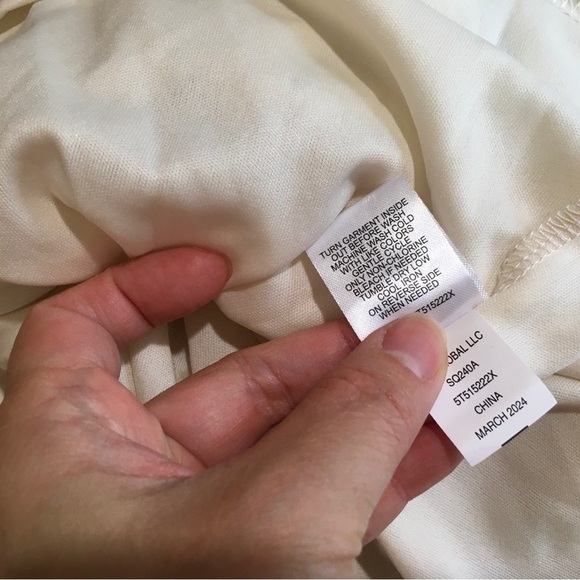 TURN GARMENT INSIDE
OUT BEFORE WASH
MACHINE WASH COLD
WITH LIKE COLORS
GENTLE CYCLE
ONLY NON-CHLORINE
BLEACH IF NEEDED
TUMBLE DRY LOW
COOL IRON
ON REVERSE SIDE
WHEN NEEDED
5T515222X
OBAL LLC
SQ240A
5T515222X
CHINA
MARCH 2024